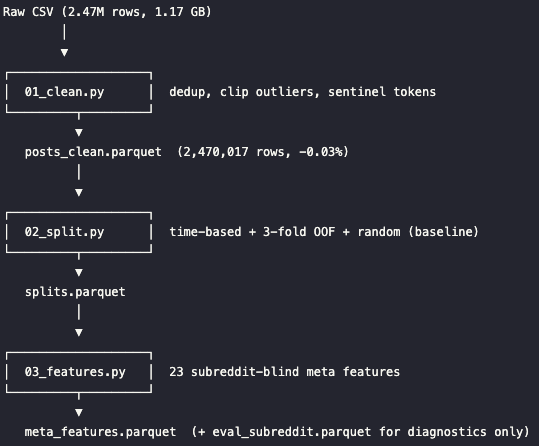 Raw CSV (2.47M rows, 1.17 GB)
01_clean.py dedup, clip outliers, sentinel tokens
posts_clean.parquet (2,470,017 rows, -0.03%)
02_split.py time-based + 3-fold OOF + random (baseline)
splits.parquet
03_features.py 23 subreddit-blind meta features
meta_features.parquet (+ eval_subreddit.parquet for diagnostics only)